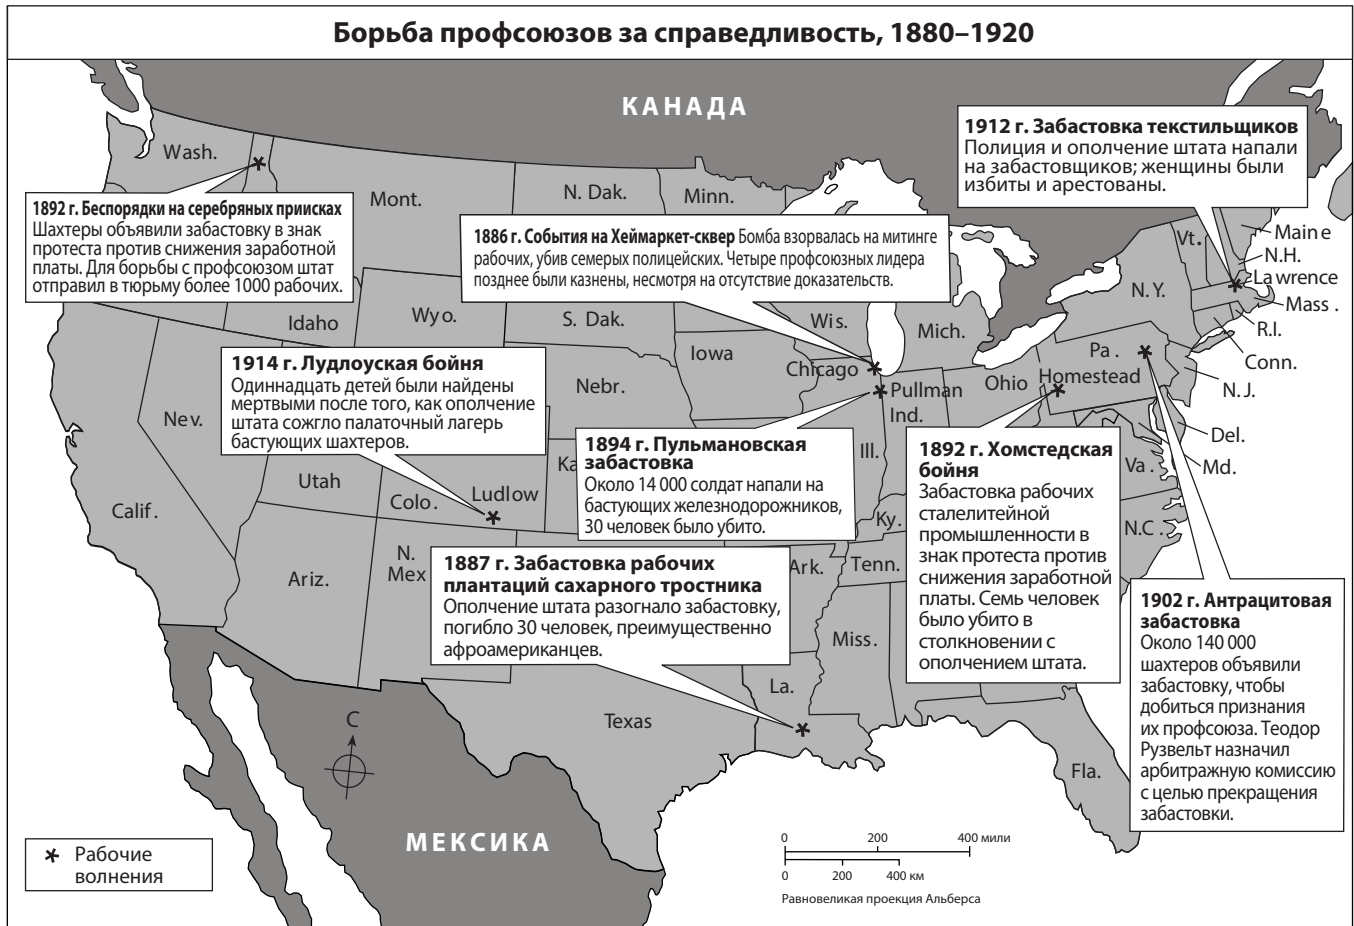 Борьба профсоюзов за справедливость, 1880–1920
КАНАДА
1912 г. Забастовка текстильщиков
Полиция и ополчение штата напали
на забастовщиков; женщины были
избиты и арестованы.
Wash.
Mont.
N. Dak.
Minn.
1892 г. Беспорядки на серебряных приисках
Шахтеры объявили забастовку в знак
протеста против снижения заработной
платы. Для борьбы с профсоюзом штат
отправил в тюрьму более 1000 рабочих.
1886 г. События на Хеймаркет-сквер Бомба взорвалась на митинге
рабочих, убив семерых полицейских. Четыре профсоюзных лидера
позднее были казнены, несмотря на отсутствие доказательств.
Vt.
Maine
N.H.
Lawrence
N.Y.
Mass.
R.I.
Conn.
N.J.
Idaho
Wyo.
S. Dak.
Wis.
Mich.
Iowa
Chicago
Pa.
Homestead
Ohio
Pullman
Ind.
Nebr.
Nev.
1914 г. Лудлоуская бойня
Одиннадцать детей были найдены
мертвыми после того, как ополчение
штата сожгло палаточный лагерь
бастующих шахтеров.
Del.
Md.
Va.
Ill.
1894 г. Пульмановская
забастовка
Около 14 000 солдат напали на
бастующих железнодорожников,
30 человек было убито.
1892 г. Хомстедская
бойня
Забастовка рабочих
сталелитейной
промышленности в
знак протеста против
снижения заработной
платы. Семь человек
было убито в
столкновении с
ополчением штата.
Ka
Utah
Colo.
Ludlow
Calif.
Ky.
N.C.
Ariz.
N.
Mex
Ark.
Tenn.
1887 г. Забастовка рабочих
плантаций сахарного тростника
Ополчение штата разогнало забастовку,
погибло 30 человек, преимущественно
афроамериканцев.
1902 г. Антрацитовая
забастовка
Около 140 000
шахтеров объявили
забастовку, чтобы
добиться признания
их профсоюза. Теодор
Рузвельт назначил
арбитражную комиссию
с целью прекращения
забастовки.
Miss.
La.
Texas
Fla.
С
МЕКСИКА
Рабочие
волнения
0 200 400 мили
0 200 400 км
Равновеликая проекция Альберса